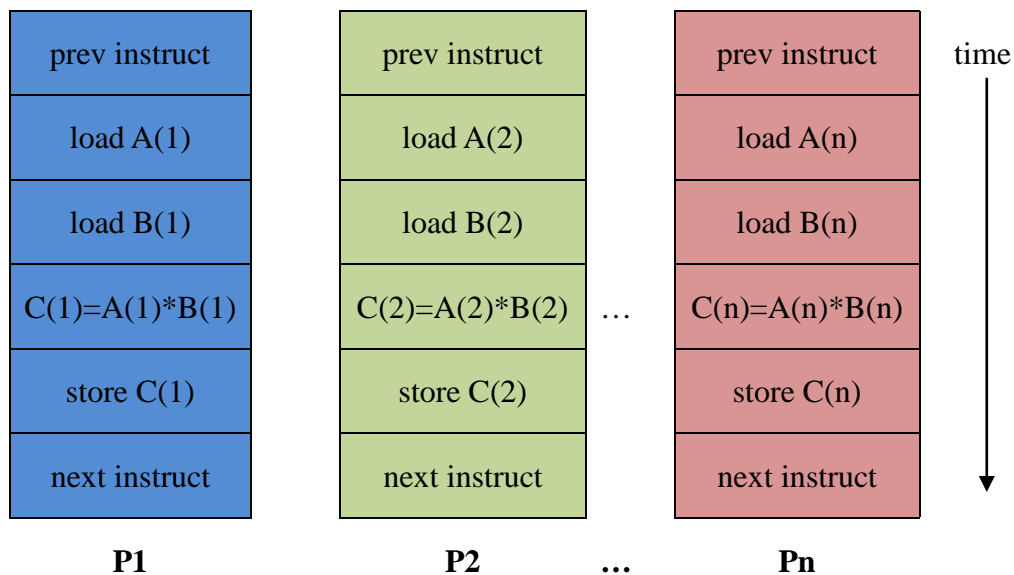 prev instruct
load A(1)
load B(1)
C(1)=A(1)*B(1)
store C(1)
next instruct
P1
prev instruct
load A(2)
load B(2)
C(2)=A(2)*B(2)
store C(2)
next instruct
P2
…
...
prev instruct
load A(n)
load B(n)
C(n)=A(n)*B(n)
store C(n)
next instruct
Pn
time